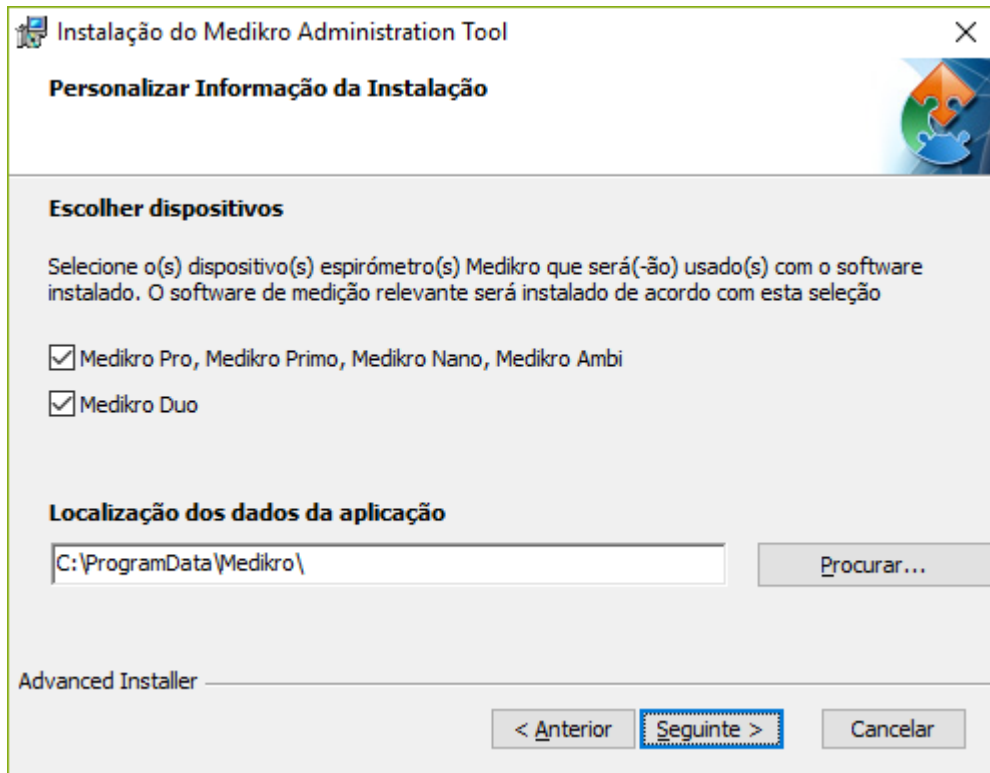 Instalação do Medikro Administration Tool
Personalizar Informação da Instalação
Escolher dispositivos
Selecione o(s) dispositivo(s) espirómetro(s) Medikro que será(-ão) usado(s) com o software
instalado. O software de medição relevante será instalado de acordo com esta seleção
Medikro Pro, Medikro Primo, Medikro Nano, Medikro Ambi
Medikro Duo
Localização dos dados da aplicação
C:\ProgramData\Medikro\
Procurar...
Advanced Installer
< Anterior Seguinte > Cancelar